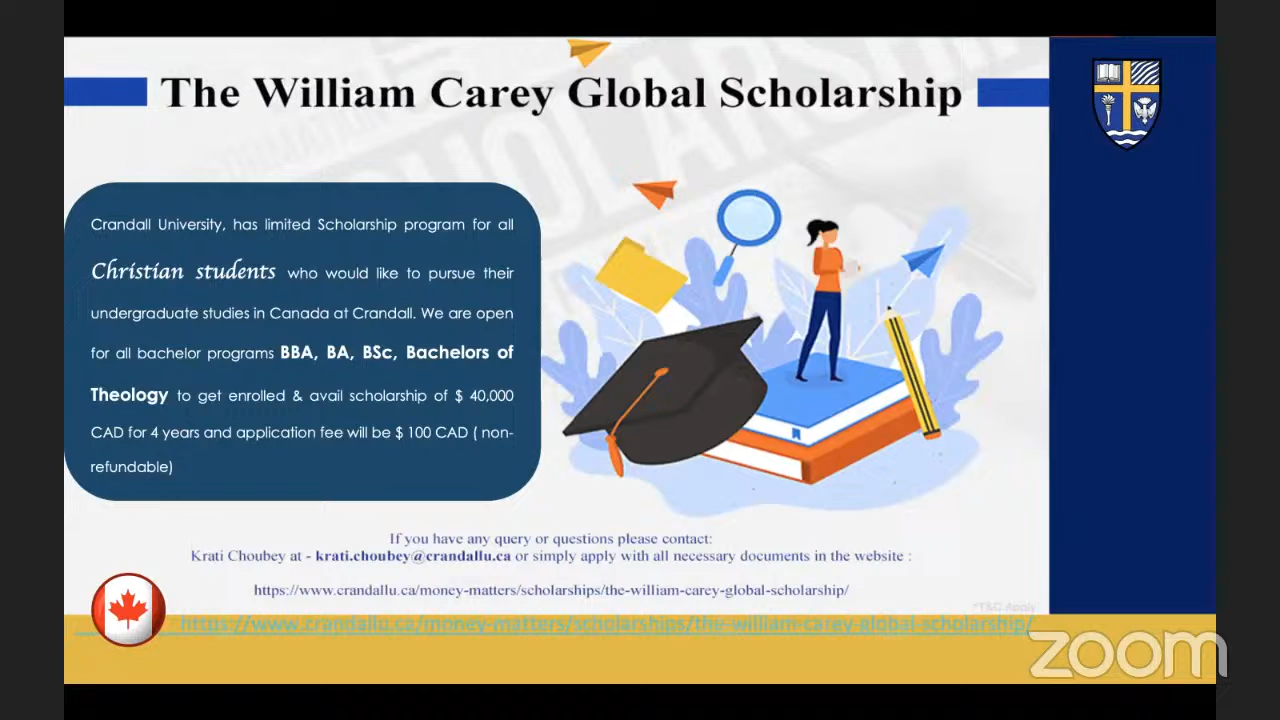 The William Carey Global Scholarship
Crandall University, has limited Scholarship program for all
Christian students who would like to pursue their
undergraduate studies in Canada at Crandall. We are open
for all bachelor programs BBA, BA, BSc, Bachelors of
Theology to get enrolled & avail scholarship of $ 40,000
CAD for 4 years and application fee will be $ 100 CAD ( non-
refundable)
If you have any query or questions please contact:
Krati Choubey at - krati.choubey@crandallu.ca or simply apply with all necessary documents in the website :
https://www.crandallu.ca/money-matters/scholarships/the-william-carey-global-scholarship/
*T&C Apply
https://www.crandallu.ca/money-matters/scholarships/the-william-carey-global-scholarship/
zoom